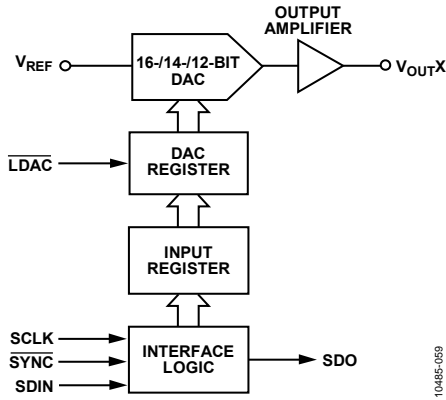 OUTPUT
AMPLIFIER
VREF
16-/14-/12-BIT
DAC
VOUTX
LDAC
DAC
REGISTER
INPUT
REGISTER
SCLK
SYNC
SDIN
INTERFACE
LOGIC
SDO
10485-059